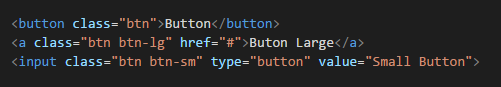 <button class="btn">Button</button>
<a class="btn btn-lg" href="#">Buton Large</a>
<input class="btn btn-sm" type="button" value="Small Button">